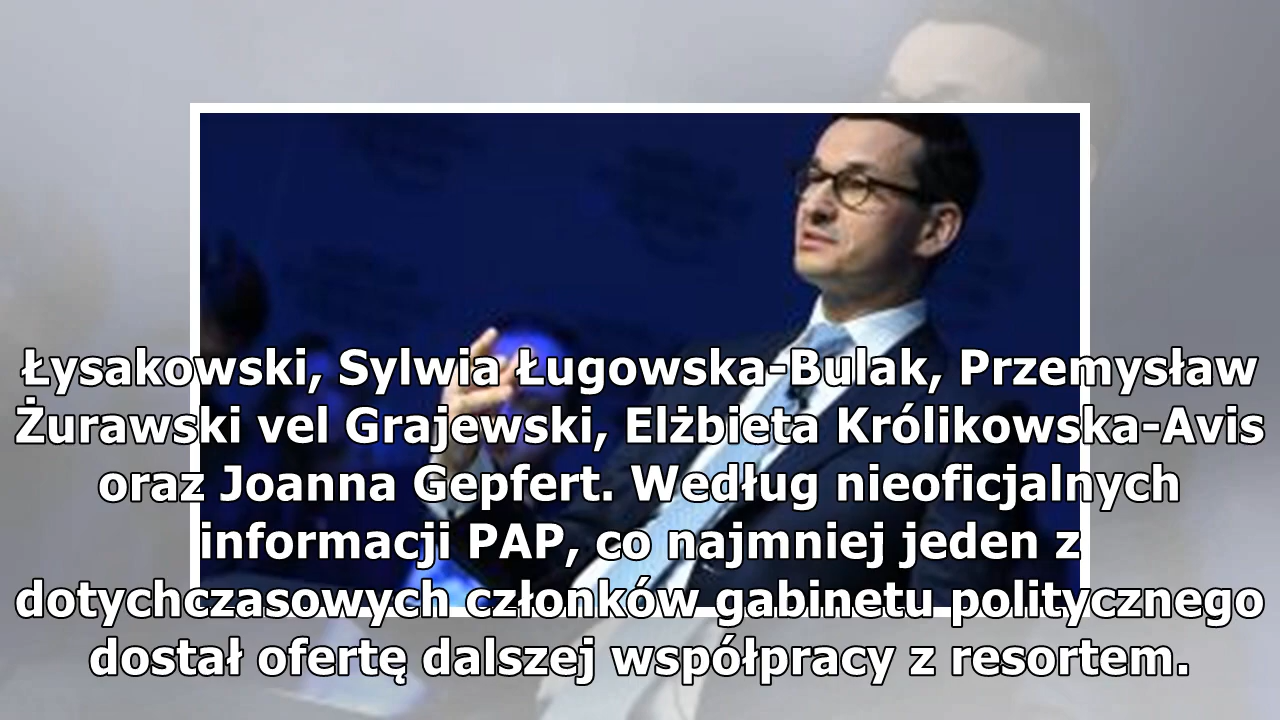 Łysakowski, Sylwia Ługowska-Bulak, Przemysław
Żurawski vel Grajewski, Elżbieta Królikowska-Avis
oraz Joanna Gepfert. Według nieoficjalnych
informacji PAP, co najmniej jeden z
dotychczasowych członków gabinetu politycznego
dostał ofertę dalszej współpracy z resortem.